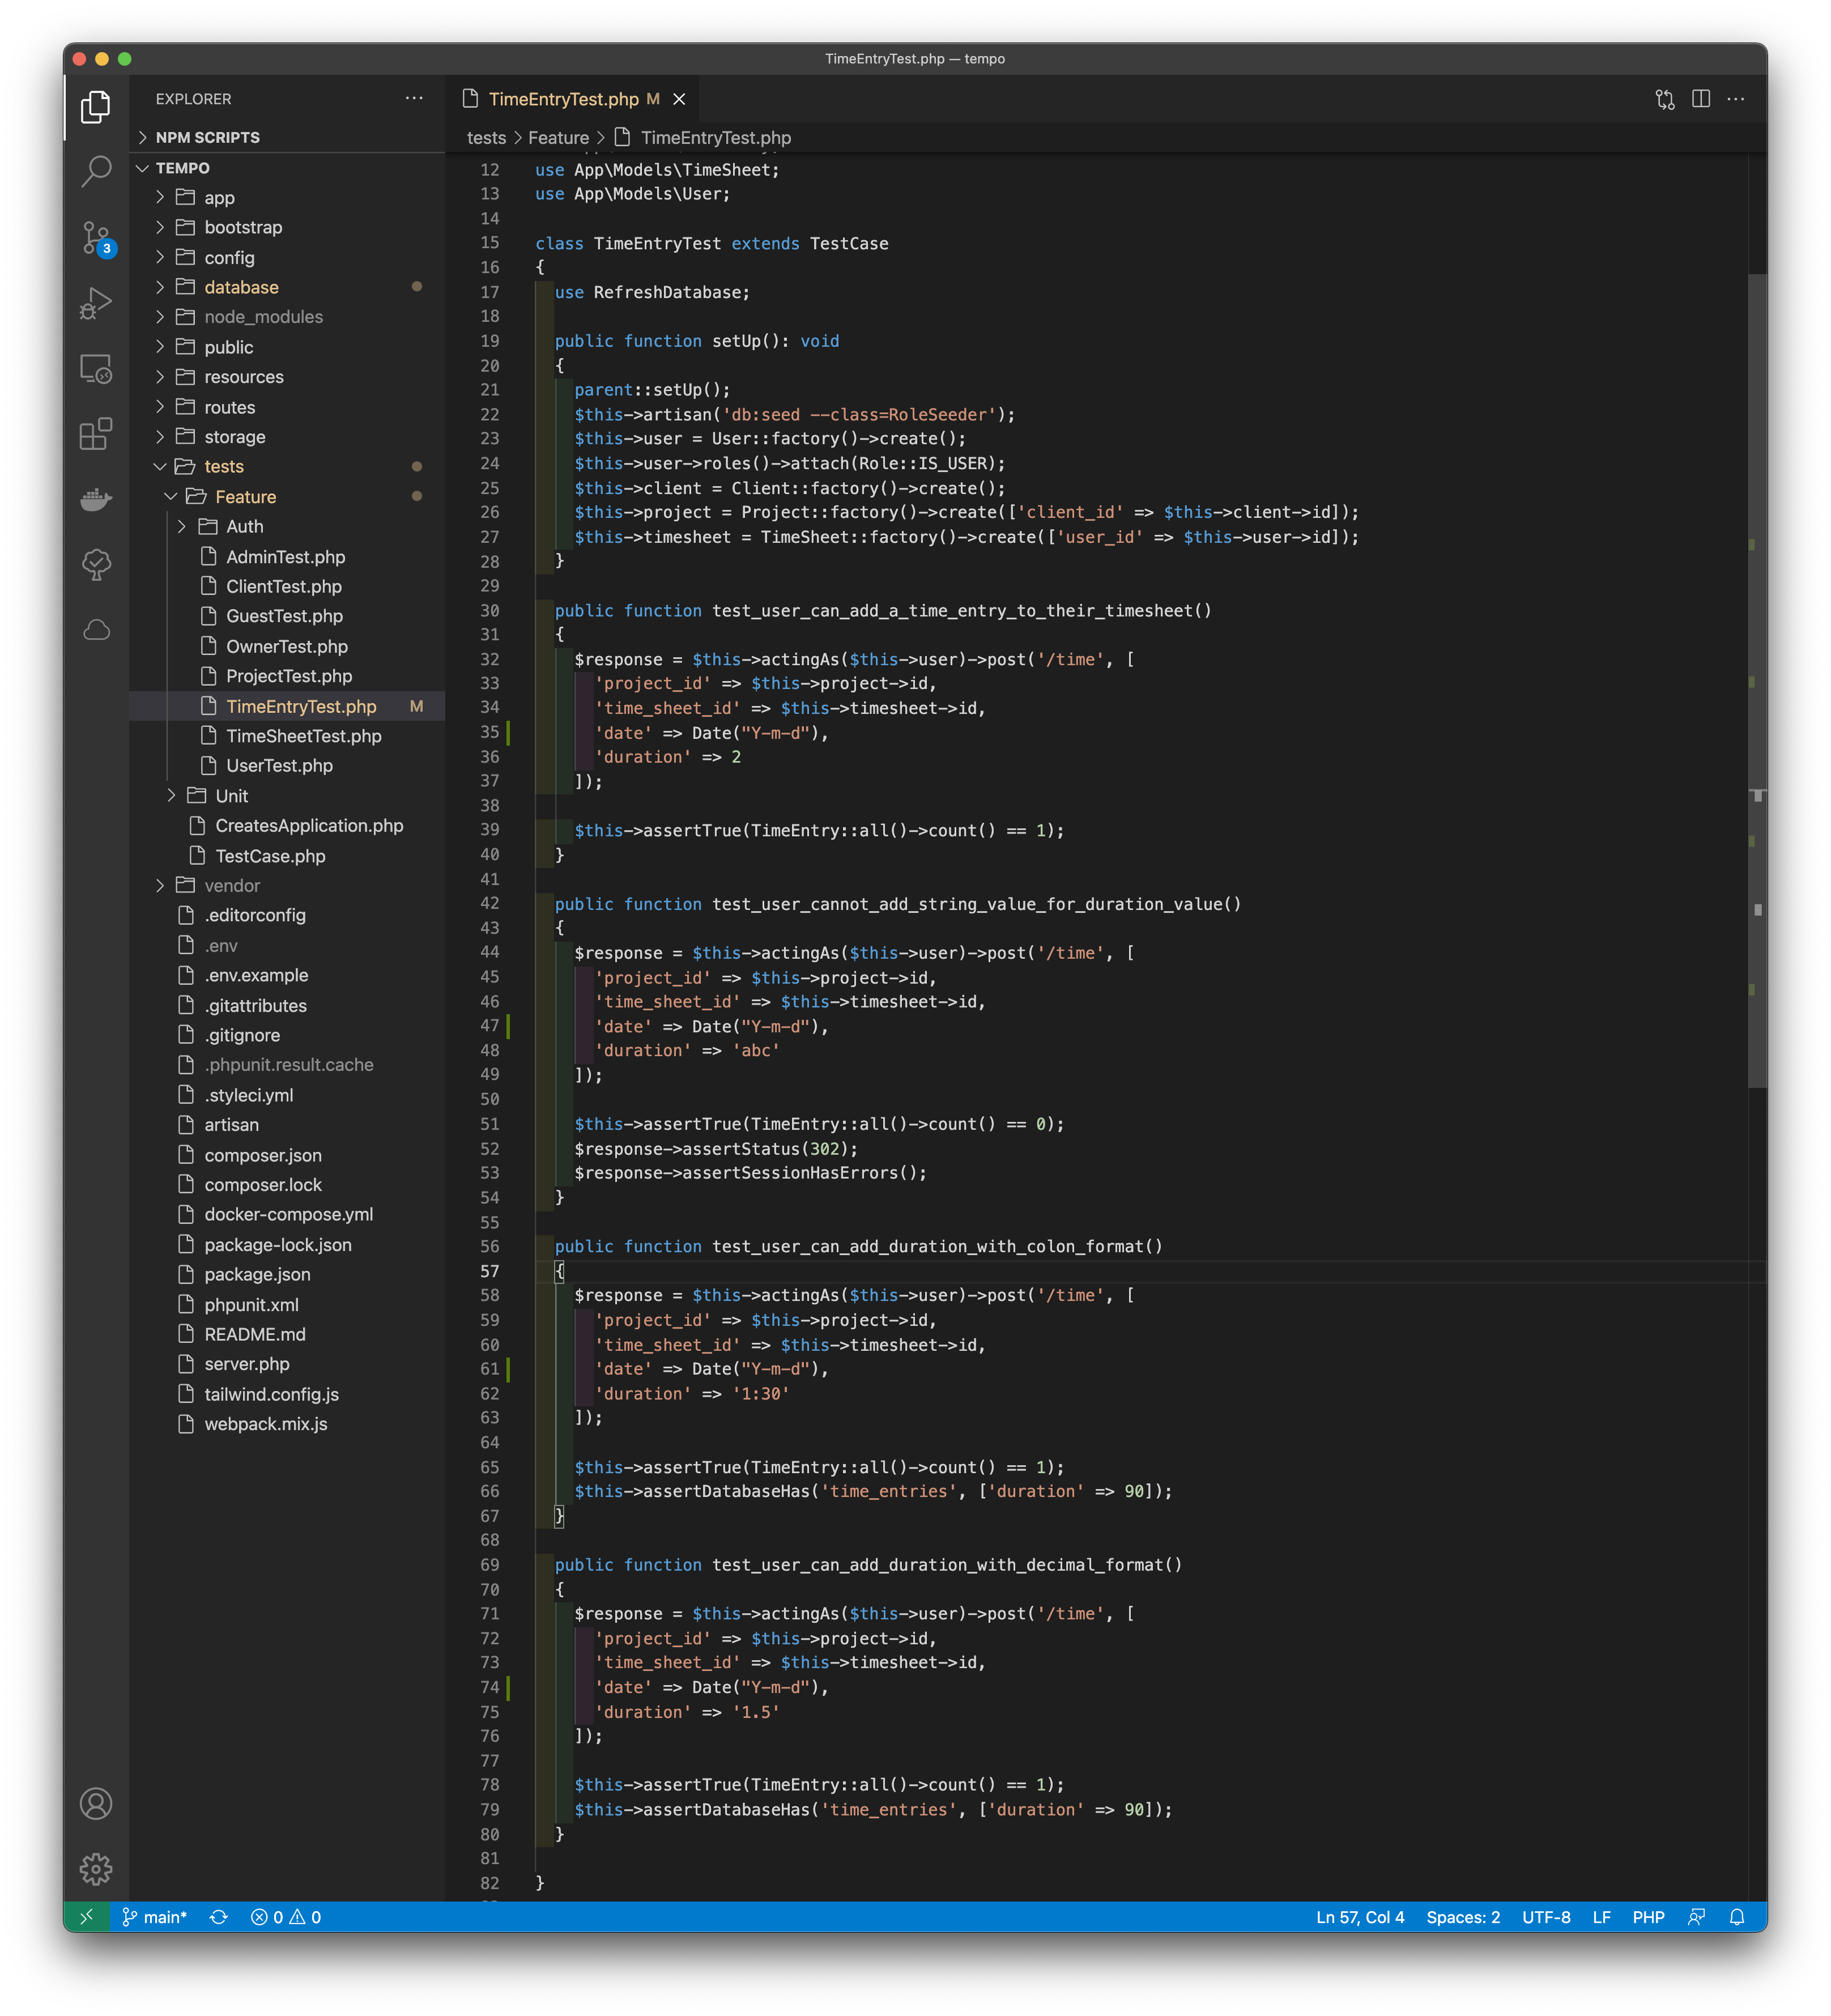 TimeEntryTest.php — tempo
EXPLORER
NPM SCRIPTS
TEMPO
app
bootstrap
config
database
node_modules
public
resources
routes
storage
tests
Feature
Auth
AdminTest.php
ClientTest.php
GuestTest.php
OwnerTest.php
ProjectTest.php
TimeEntryTest.php M
TimeSheetTest.php
UserTest.php
Unit
CreatesApplication.php
TestCase.php
vendor
.editorconfig
.env
.env.example
.gitattributes
.gitignore
.phpunit.result.cache
.styleci.yml
artisan
composer.json
composer.lock
docker-compose.yml
package-lock.json
package.json
phpunit.xml
README.md
server.php
tailwind.config.js
webpack.mix.js
3
TimeEntryTest.php M
tests > Feature > TimeEntryTest.php
12 use App\Models\TimeSheet;
13 use App\Models\User;
14
15 class TimeEntryTest extends TestCase
16 {
17 use RefreshDatabase;
18
19 public function setUp(): void
20 {
21 parent::setUp();
22 $this->artisan('db:seed --class=RoleSeeder');
23 $this->user = User::factory()->create();
24 $this->user->roles()->attach(Role::IS_USER);
25 $this->client = Client::factory()->create();
26 $this->project = Project::factory()->create(['client_id' => $this->client->id]);
27 $this->timesheet = TimeSheet::factory()->create(['user_id' => $this->user->id]);
28 }
29
30 public function test_user_can_add_a_time_entry_to_their_timesheet()
31 {
32 $response = $this->actingAs($this->user)->post('/time', [
33 'project_id' => $this->project->id,
34 'time_sheet_id' => $this->timesheet->id,
35 'date' => Date("Y-m-d"),
36 'duration' => 2
37 ]);
38
39 $this->assertTrue(TimeEntry::all()->count() == 1);
40 }
41
42 public function test_user_cannot_add_string_value_for_duration_value()
43 {
44 $response = $this->actingAs($this->user)->post('/time', [
45 'project_id' => $this->project->id,
46 'time_sheet_id' => $this->timesheet->id,
47 'date' => Date("Y-m-d"),
48 'duration' => 'abc'
49 ]);
50
51 $this->assertTrue(TimeEntry::all()->count() == 0);
52 $response->assertStatus(302);
53 $response->assertSessionHasErrors();
54 }
55
56 public function test_user_can_add_duration_with_colon_format()
57 {
58 $response = $this->actingAs($this->user)->post('/time', [
59 'project_id' => $this->project->id,
60 'time_sheet_id' => $this->timesheet->id,
61 'date' => Date("Y-m-d"),
62 'duration' => '1:30'
63 ]);
64
65 $this->assertTrue(TimeEntry::all()->count() == 1);
66 $this->assertDatabaseHas('time_entries', ['duration' => 90]);
67 }
68
69 public function test_user_can_add_duration_with_decimal_format()
70 {
71 $response = $this->actingAs($this->user)->post('/time', [
72 'project_id' => $this->project->id,
73 'time_sheet_id' => $this->timesheet->id,
74 'date' => Date("Y-m-d"),
75 'duration' => '1.5'
76 ]);
77
78 $this->assertTrue(TimeEntry::all()->count() == 1);
79 $this->assertDatabaseHas('time_entries', ['duration' => 90]);
80 }
81
82 }
main* 0 0 Ln 57, Col 4 Spaces: 2 UTF-8 LF PHP